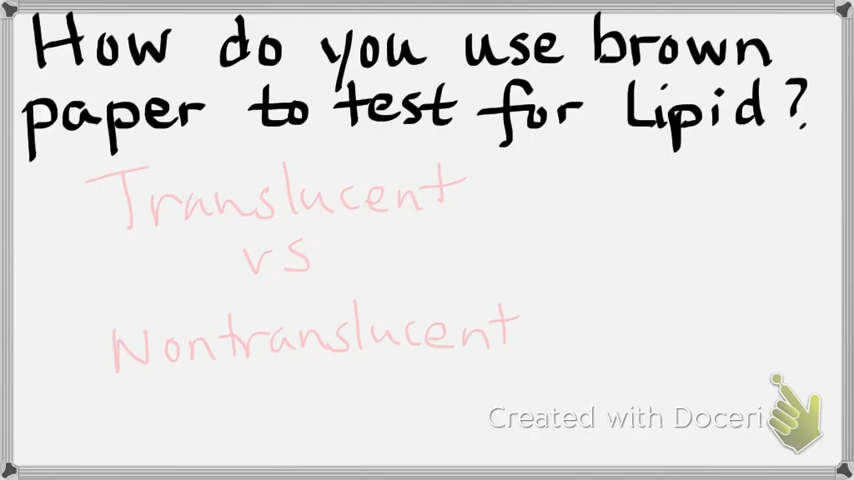 How do you use brown
paper to test for Lipid?
Translucent
vs
Nontranslucent
Created with Doceri